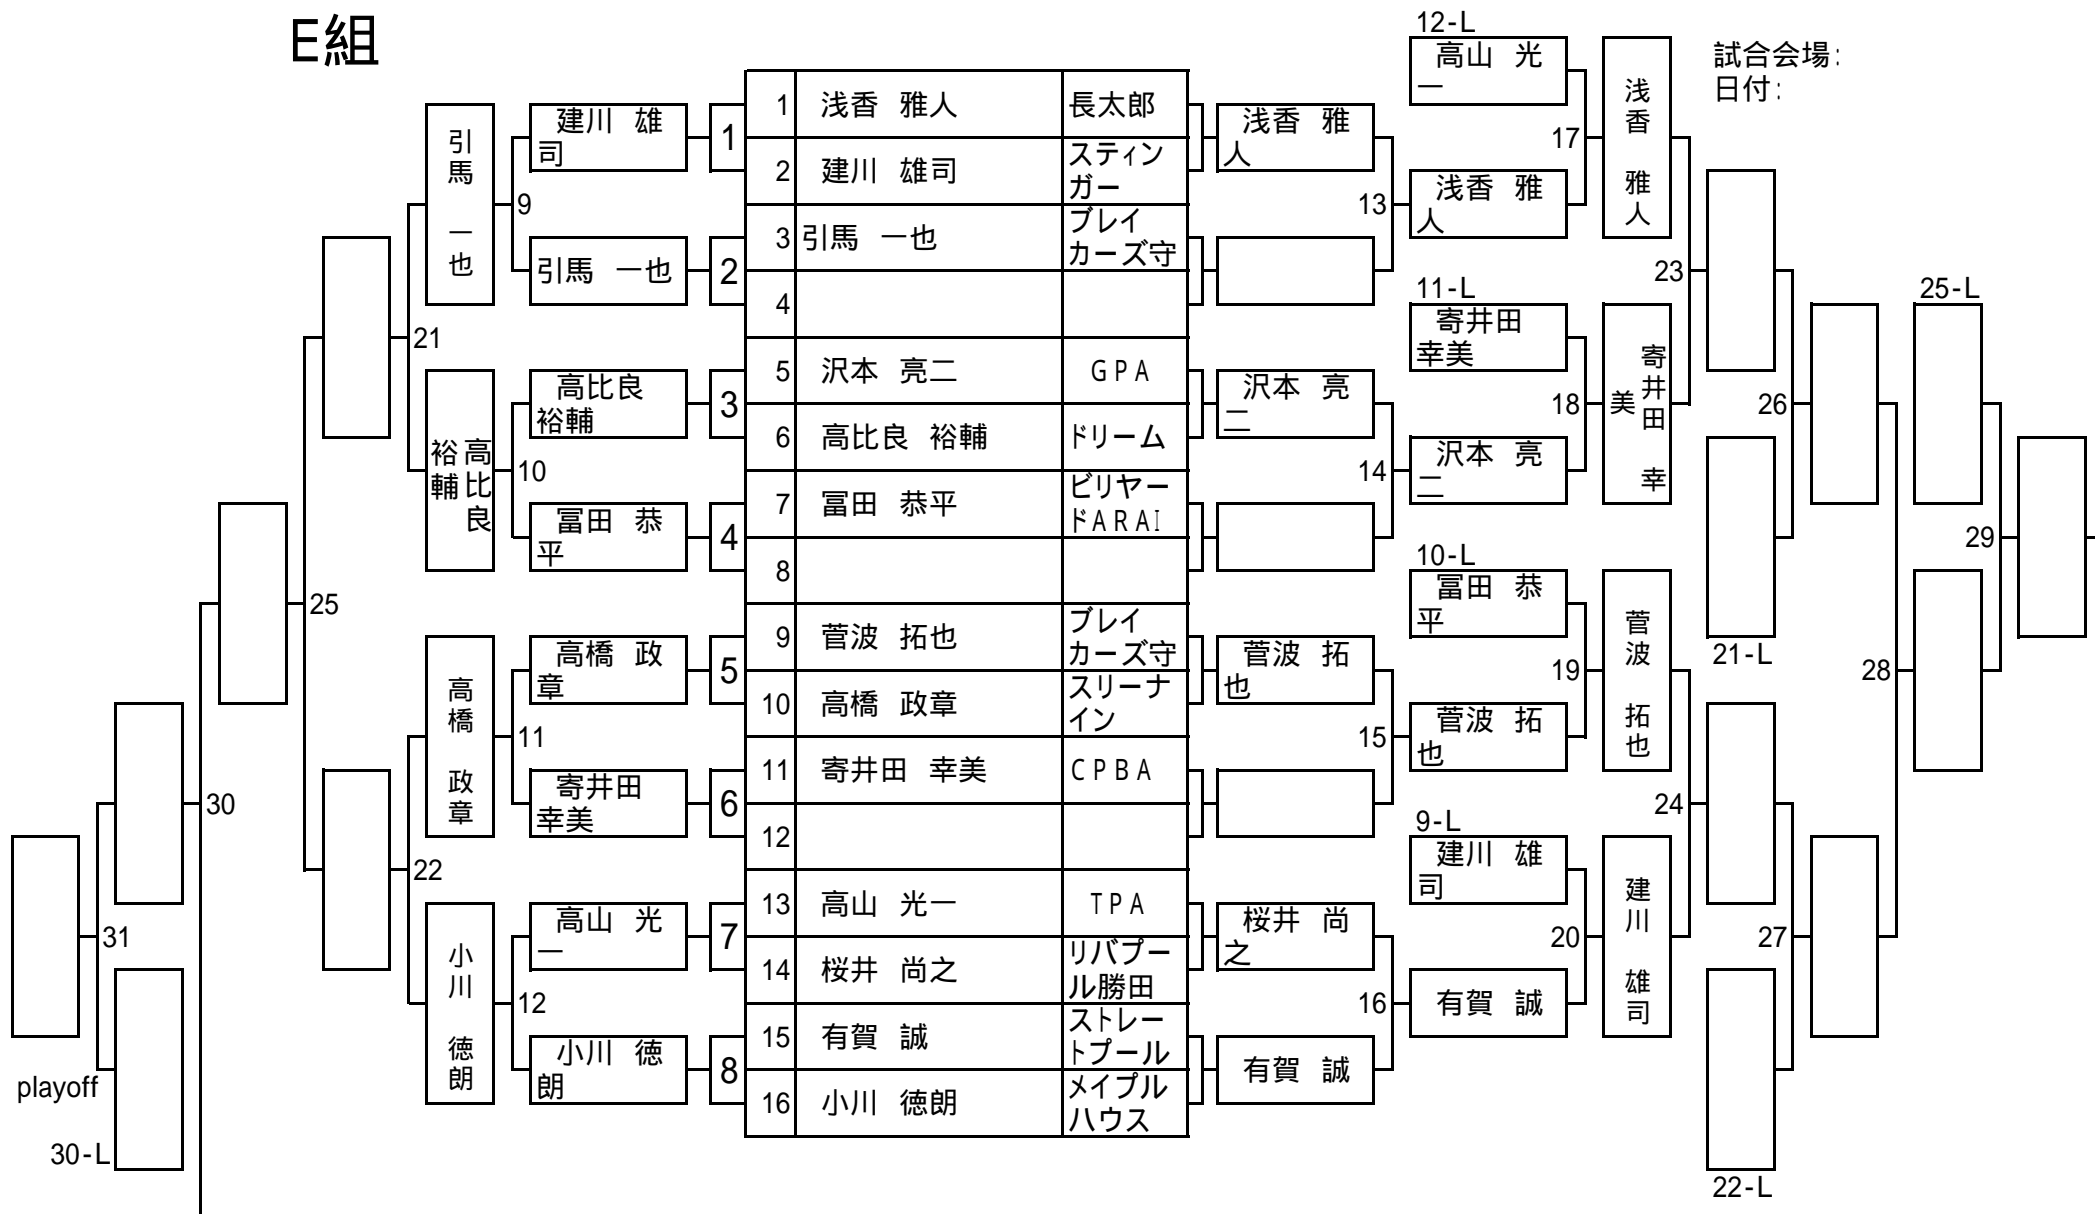 E組
試合会場:
日付:
1 浅香 雅人 長太郎
2 建川 雄司 スティン
ガー
3 引馬 一也 ブレイ
カーズ守
4
5 沢本 亮二 GPA
6 高比良 裕輔 ドリーム
7 冨田 恭平 ビリヤー
ドARAI
8
9 菅波 拓也 ブレイ
カーズ守
10 高橋 政章 スリーナ
イン
11 寄井田 幸美 CPBA
12
13 高山 光一 TPA
14 桜井 尚之 リバプー
ル勝田
15 有賀 誠 ストレー
トプール
16 小川 徳朗 メイプル
ハウス
1
2
3
4
5
6
7
8
建川 雄
司
引馬 一也
高比良
裕輔
冨田 恭
平
高橋 政
章
寄井田
幸美
高山 光
一
小川 徳
朗
9
10
11
12
引馬 一也
高比良
裕輔
高橋 政章
小川 徳朗
21
22
25
30
31
playoff
30-L
浅香 雅
人
沢本 亮
二
菅波 拓
也
桜井 尚
之
有賀 誠
13
14
15
16
12-L
高山 光
一
浅香 雅
人
11-L
寄井田
幸美
沢本 亮
二
10-L
冨田 恭
平
菅波 拓
也
9-L
建川 雄
司
有賀 誠
17
18
19
20
浅香 雅人
寄井田 幸
美
菅波 拓也
建川 雄司
23
24
21-L
22-L
26
27
28
25-L
29